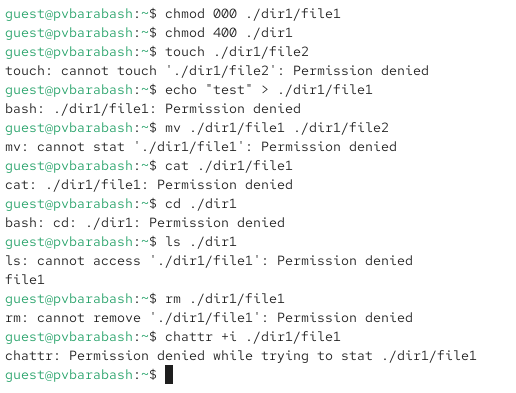 guest@pvbarabash:~$ chmod 000 ./dir1/file1
guest@pvbarabash:~$ chmod 400 ./dir1
guest@pvbarabash:~$ touch ./dir1/file2
touch: cannot touch './dir1/file2': Permission denied
guest@pvbarabash:~$ echo "test" > ./dir1/file1
bash: ./dir1/file1: Permission denied
guest@pvbarabash:~$ mv ./dir1/file1 ./dir1/file2
mv: cannot stat './dir1/file1': Permission denied
guest@pvbarabash:~$ cat ./dir1/file1
cat: ./dir1/file1: Permission denied
guest@pvbarabash:~$ cd ./dir1
bash: cd: ./dir1: Permission denied
guest@pvbarabash:~$ ls ./dir1
ls: cannot access './dir1/file1': Permission denied
file1
guest@pvbarabash:~$ rm ./dir1/file1
rm: cannot remove './dir1/file1': Permission denied
guest@pvbarabash:~$ chattr +i ./dir1/file1
chattr: Permission denied while trying to stat ./dir1/file1
guest@pvbarabash:~$